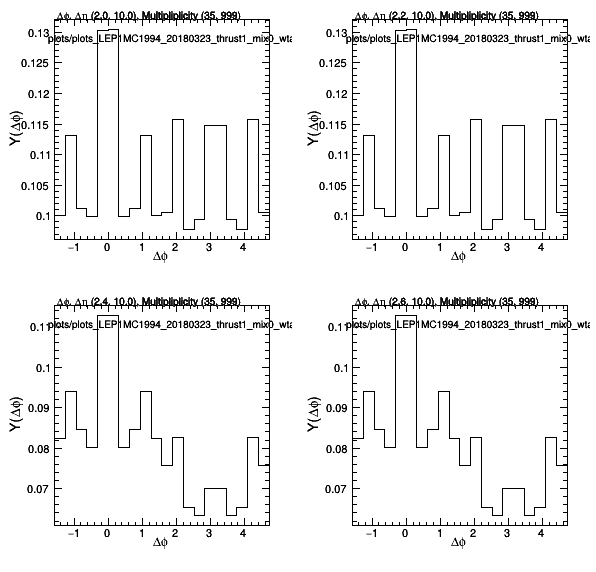 Δφ, Δη (2.0, 10.0), Multipliplicity (35, 999)
plots/plots_LEP1MC1994_20180323_thrust1_mix0_wta
Y(Δφ)
0.13
0.125
0.12
0.115
0.11
0.105
0.1
−1 0 1 2 3 4
Δφ
Δφ, Δη (2.2, 10.0), Multipliplicity (35, 999)
plots/plots_LEP1MC1994_20180323_thrust1_mix0_wta
Y(Δφ)
0.13
0.125
0.12
0.115
0.11
0.105
0.1
−1 0 1 2 3 4
Δφ
Δφ, Δη (2.4, 10.0), Multipliplicity (35, 999)
plots/plots_LEP1MC1994_20180323_thrust1_mix0_wta
Y(Δφ)
0.11
0.1
0.09
0.08
0.07
−1 0 1 2 3 4
Δφ
Δφ, Δη (2.6, 10.0), Multipliplicity (35, 999)
plots/plots_LEP1MC1994_20180323_thrust1_mix0_wta
Y(Δφ)
0.11
0.1
0.09
0.08
0.07
−1 0 1 2 3 4
Δφ